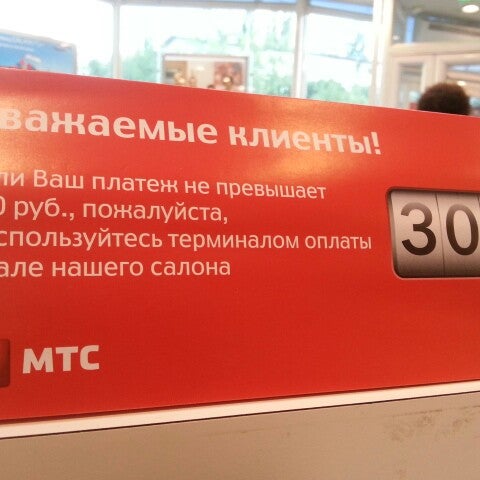 важаемые клиенты!
ли Ваш платеж не превышает
0 руб., пожалуйста,
спользуйтесь терминалом оплаты
але нашего салона
30
МТС